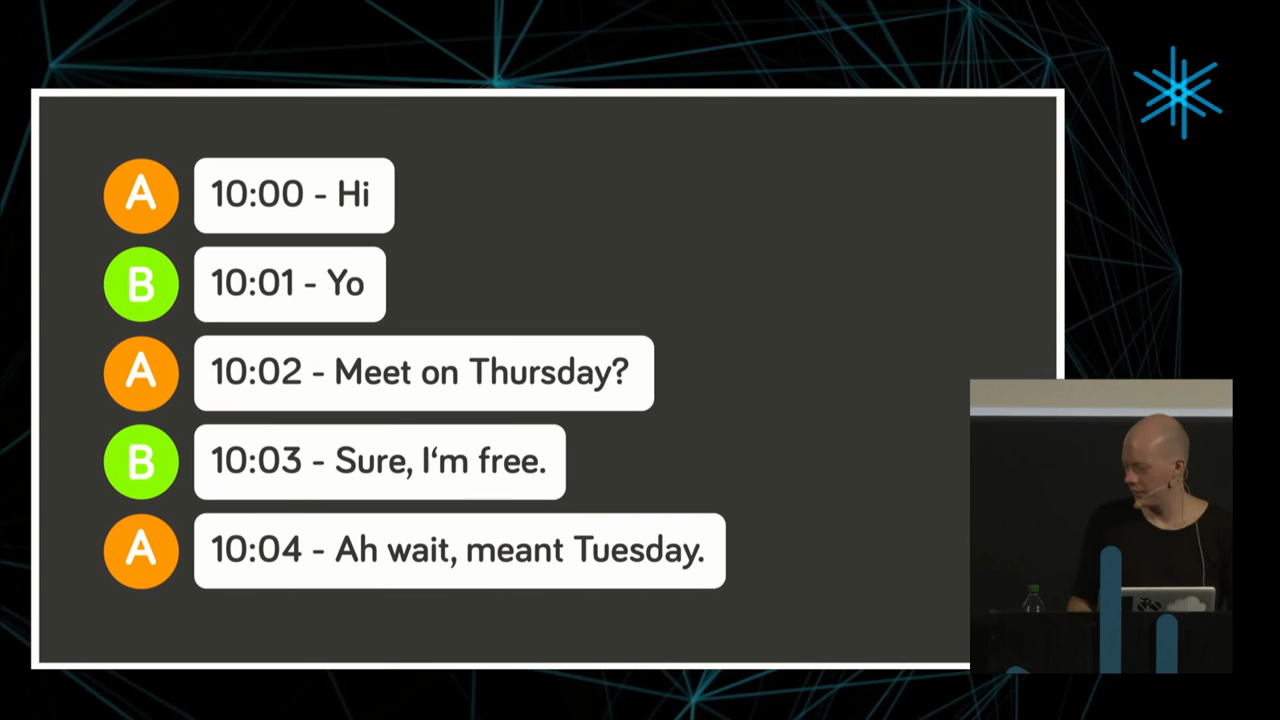 A 10:00 - Hi
B 10:01 - Yo
A 10:02 - Meet on Thursday?
B 10:03 - Sure, I‘m free.
A 10:04 - Ah wait, meant Tuesday.